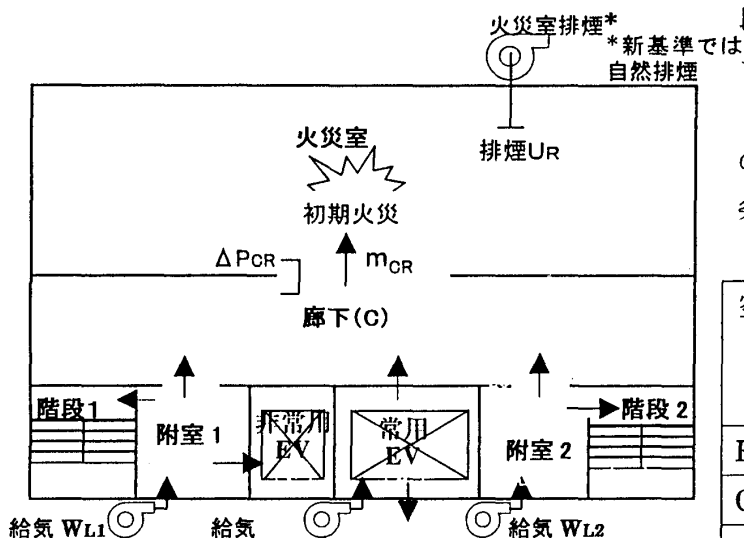 火災室排煙*
*新基準では
自然排煙
火災室
排煙UR
初期火災
ΔPCR
mCR
廊下(C)
階段1
附室1
非常用
EV
常用
EV
附室2
階段2
給気 WL1
給気
給気 WL2